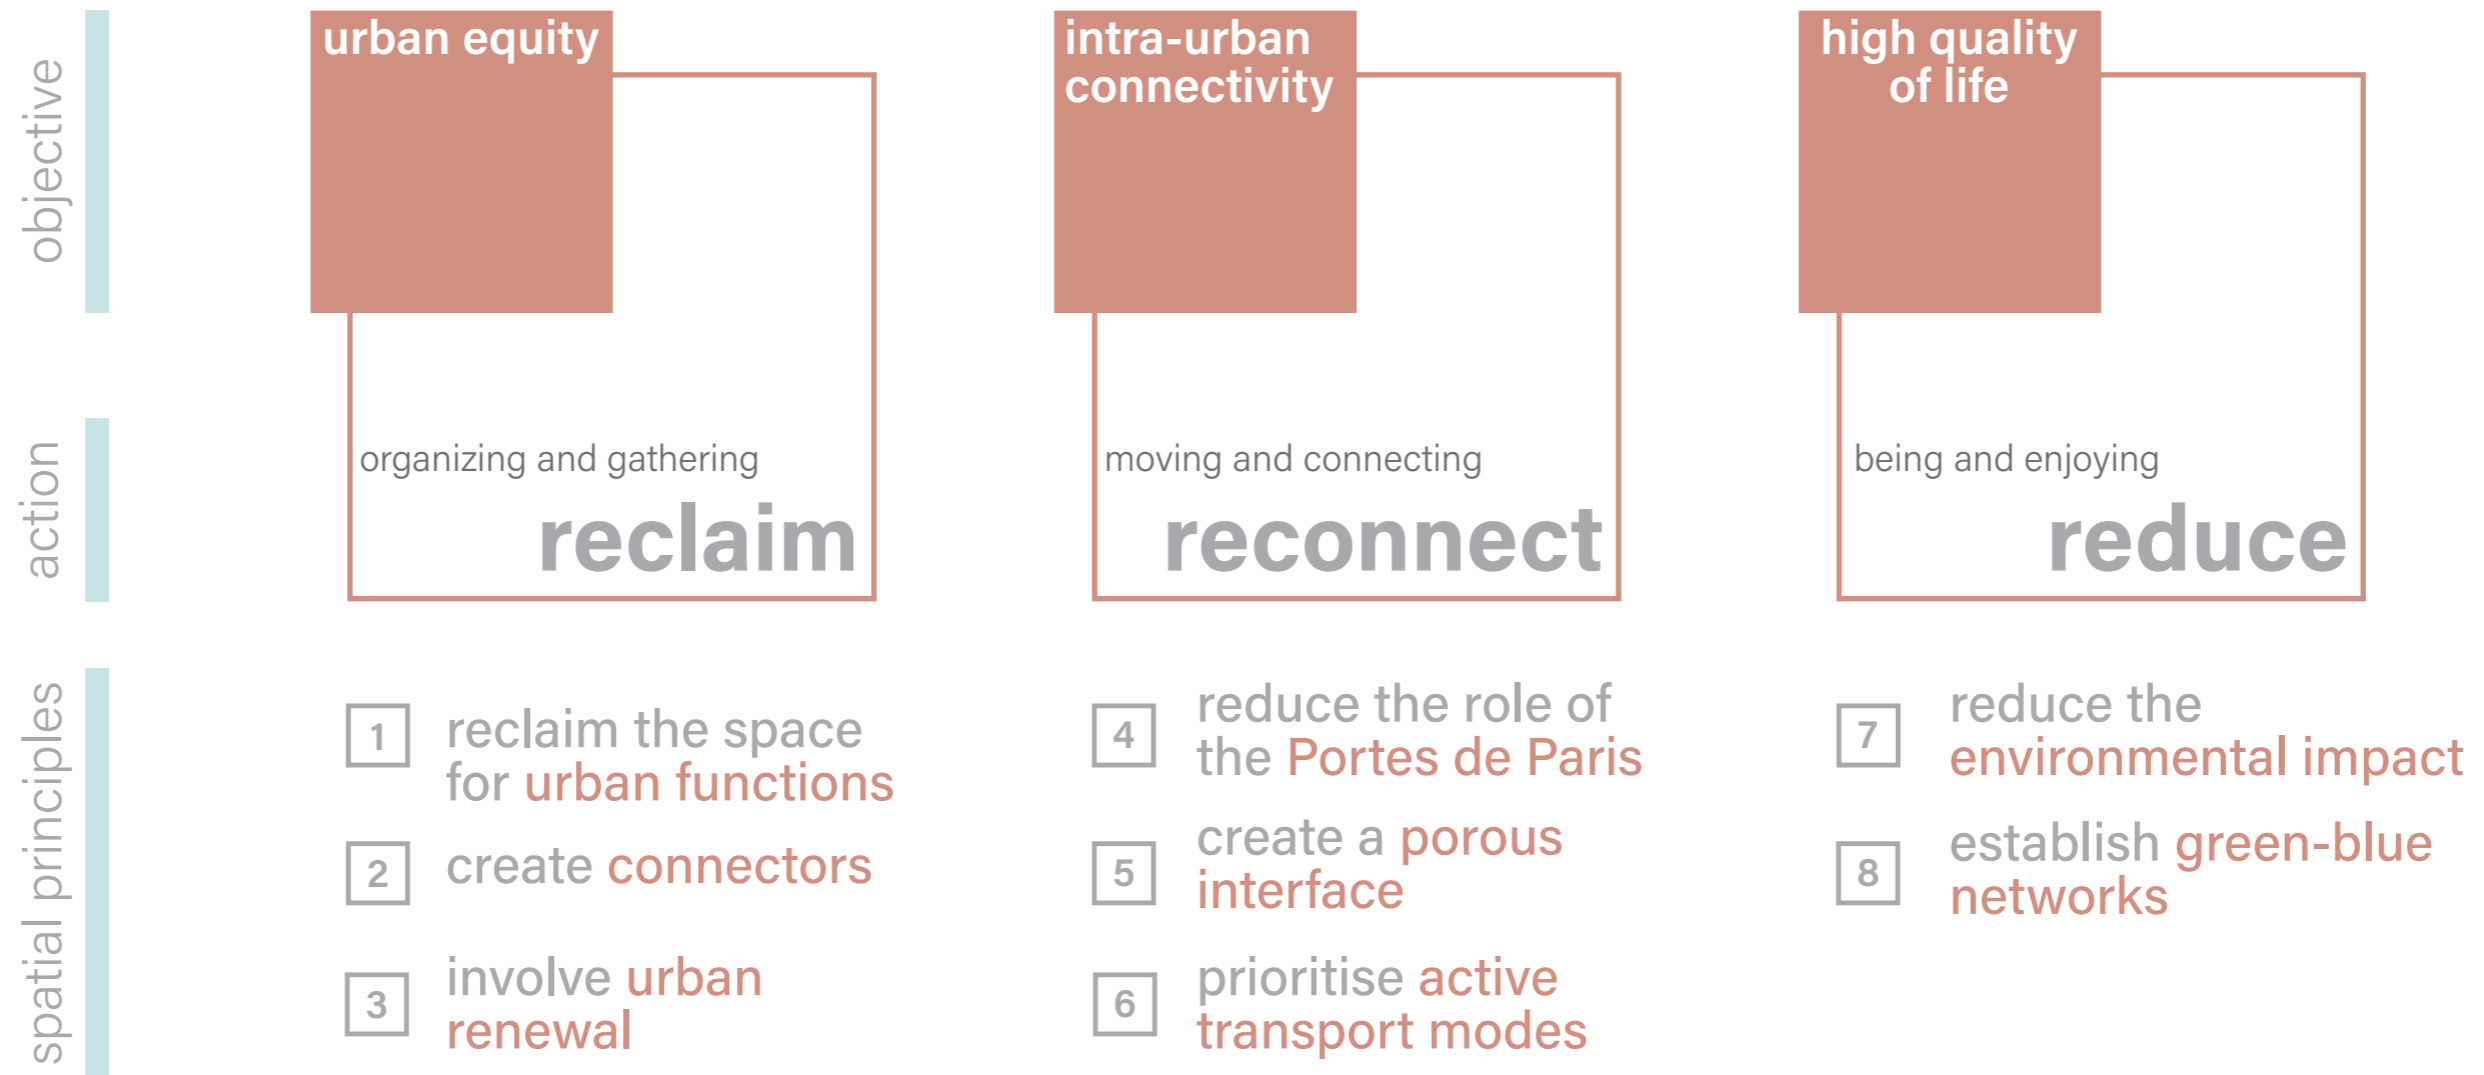 objective
urban equity
intra-urban
connectivity
high quality
of life
action
organizing and gathering
reclaim
moving and connecting
reconnect
being and enjoying
reduce
spatial principles
1
reclaim the space
for urban functions
2
create connectors
3
involve urban
renewal
4
reduce the role of
the Portes de Paris
5
create a porous
interface
6
prioritise active
transport modes
7
reduce the
environmental impact
8
establish green-blue
networks